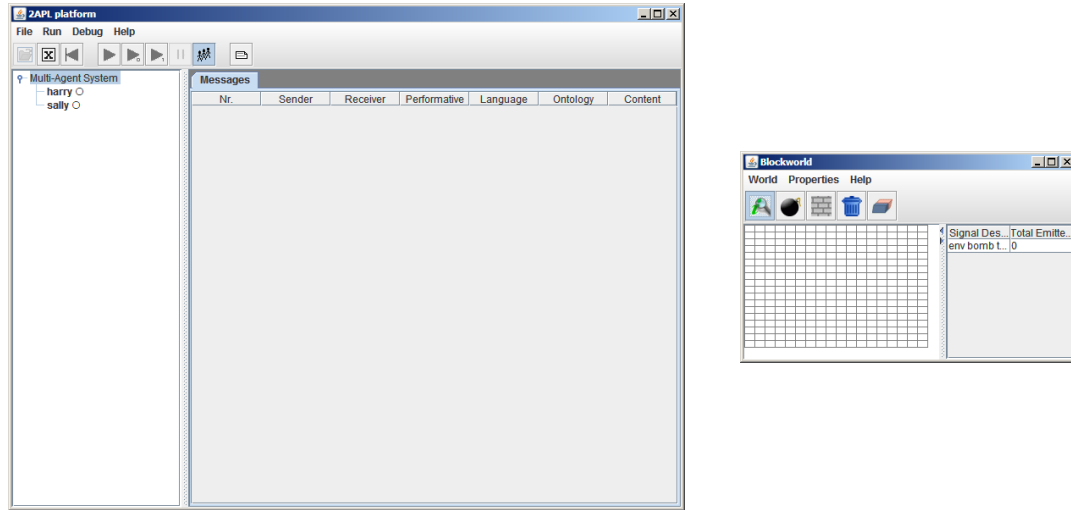 2APL platform
File Run Debug Help
Multi-Agent System
harry
sally
Messages
Nr. Sender Receiver Performative Language Ontology Content
Blockworld
World Properties Help
Signal Des... Total Emitte...
env bomb t... 0